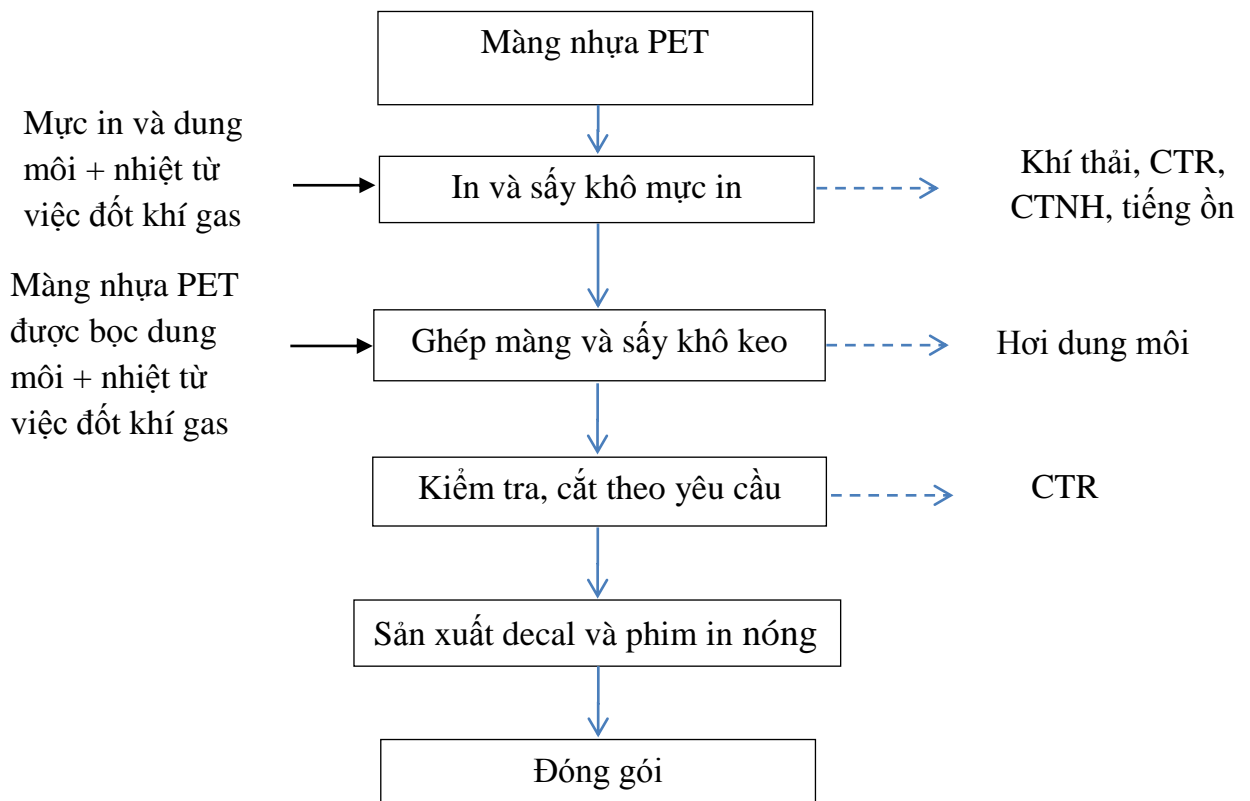 Màng nhựa PET
Mực in và dung
môi + nhiệt từ
việc đốt khí gas
In và sấy khô mực in
Khí thải, CTR,
CTNH, tiếng ồn
Màng nhựa PET
được bọc dung
môi + nhiệt từ
việc đốt khí gas
Ghép màng và sấy khô keo
Hơi dung môi
Kiểm tra, cắt theo yêu cầu
CTR
Sản xuất decal và phim in nóng
Đóng gói